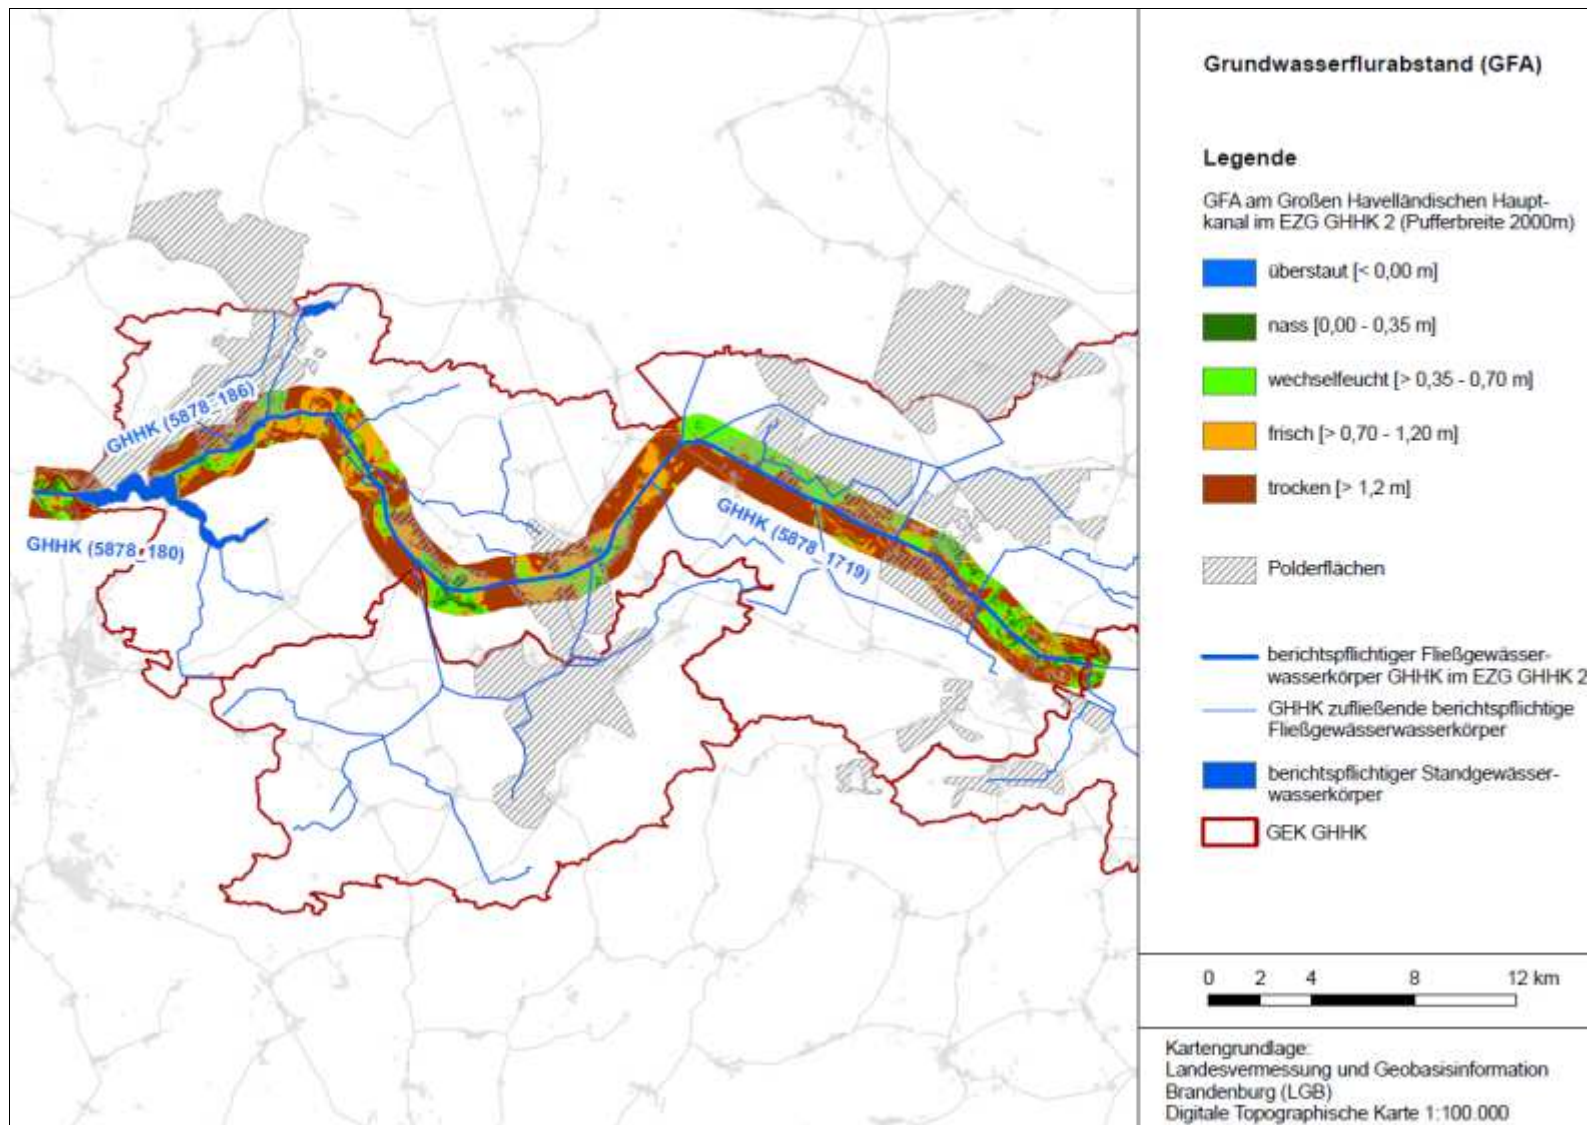 GHHK (5878_186)
GHHK (5878_180)
GHHK (5878_1719)
Grundwasserflurabstand (GFA)
Legende
GFA am Großen Havelländischen Haupt-
kanal im EZG GHHK 2 (Pufferbreite 2000m)
überstaut [< 0,00 m]
nass [0,00 - 0,35 m]
wechselfeucht [> 0,35 - 0,70 m]
frisch [> 0,70 - 1,20 m]
trocken [> 1,2 m]
Polderflächen
berichtspflichtiger Fließgewässer-
wasserkörper GHHK im EZG GHHK 2
GHHK zufließende berichtspflichtige
Fließgewässerwasserkörper
berichtspflichtiger Standgewässer-
wasserkörper
GEK GHHK
0 2 4 8 12 km
Kartengrundlage:
Landesvermessung und Geobasisinformation
Brandenburg (LGB)
Digitale Topographische Karte 1:100.000